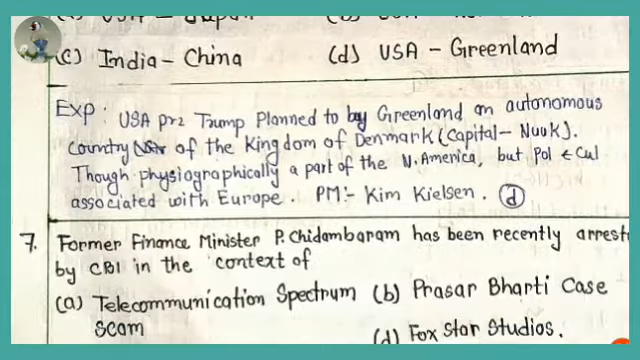 (c) India - China (d) USA - Greenland
Exp: USA prz Trump Planned to by Greenland an autonomous
country of the Kingdom of Denmark (Capital - Nuuk).
Though physiographically a part of the N. America, but Pol & Cul
associated with Europe. PM:- Kim Kielsen. (d)
7. Former Finance Minister P. Chidambaram has been recently arrest
by CBI in the context of
(a) Telecommunication Spectrum (b) Prasar Bharti Case
Scam (d) Fox Star Studios.